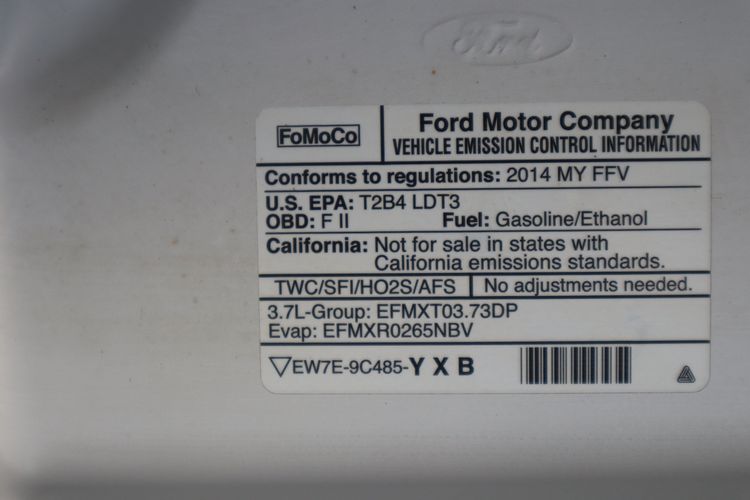 Ford
FoMoCo
Ford Motor Company
VEHICLE EMISSION CONTROL INFORMATION
Conforms to regulations: 2014 MY FFV
U.S. EPA: T2B4 LDT3
OBD: F II Fuel: Gasoline/Ethanol
California: Not for sale in states with
California emissions standards.
TWC/SFI/HO2S/AFS No adjustments needed.
3.7L-Group: EFMXT03.73DP
Evap: EFMXR0265NBV
▽EW7E-9C485-Y X B